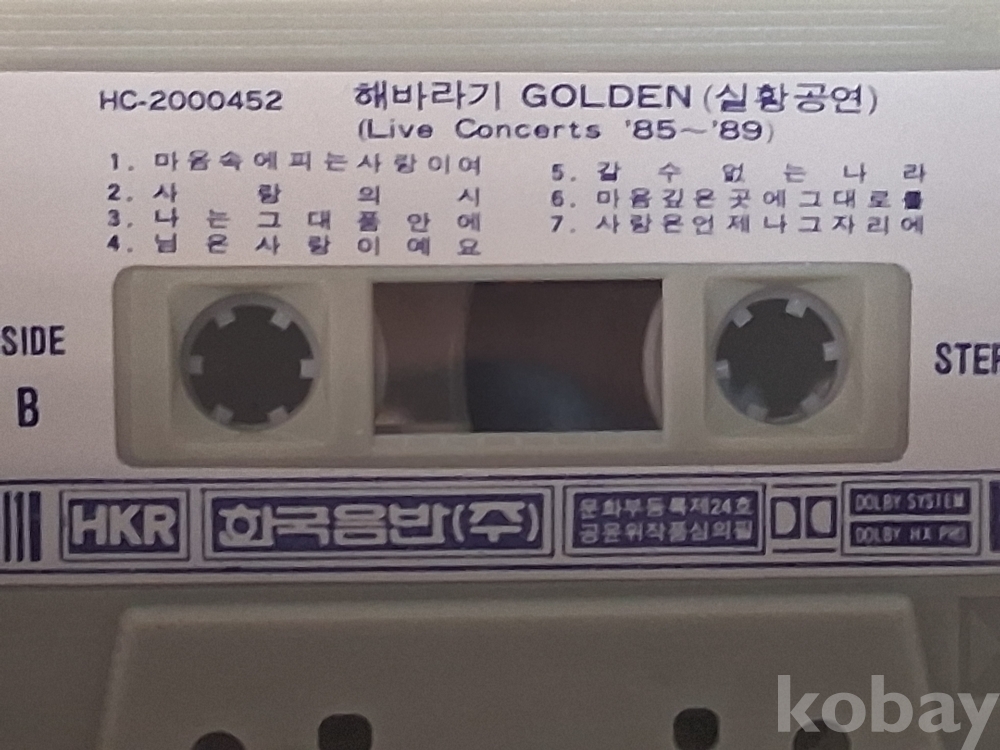 HC-2000452
해바라기 GOLDEN (실황공연)
(Live Concerts '85~'89)
1. 마음속에피는사랑이여
2. 사랑의시
3. 나는그대품안에
4. 님은사랑이예요
5. 갈수없는나라
6. 마음깊은곳에그대로를
7. 사랑은언제나그자리에
SIDE
B
STER
HKR
한국음반(주)
문화부등록제24호
공윤위작품심의필
DOLBY SYSTEM
DOLBY HX PRO
kobay